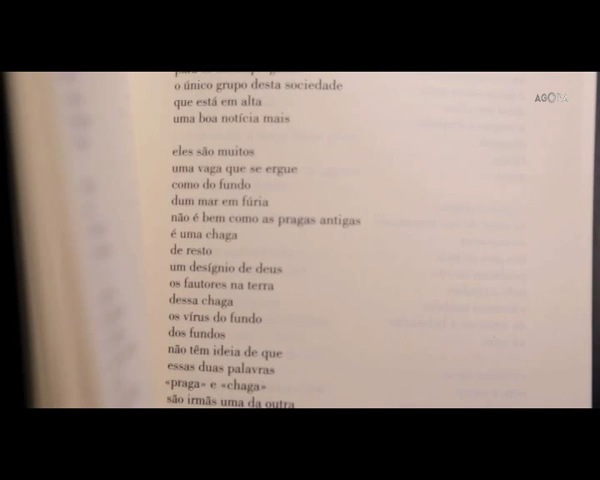 o único grupo desta sociedade
que está em alta
uma boa notícia mais
eles são muitos
uma vaga que se ergue
como do fundo
dum mar em fúria
não é bem como as pragas antigas
é uma chaga
de resto
um desígnio de deus
os fautores na terra
dessa chaga
os vírus do fundo
dos fundos
não têm ideia de que
essas duas palavras
«praga» e «chaga»
são irmãs uma da outra